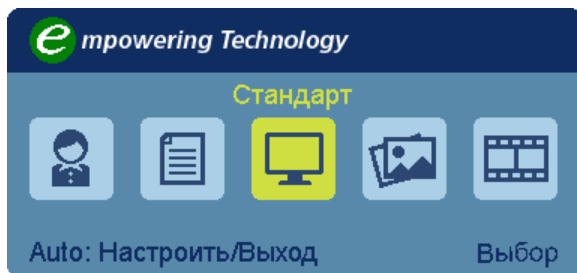 empowering Technology
Стандарт
Auto: Настроить/Выход
Выбор